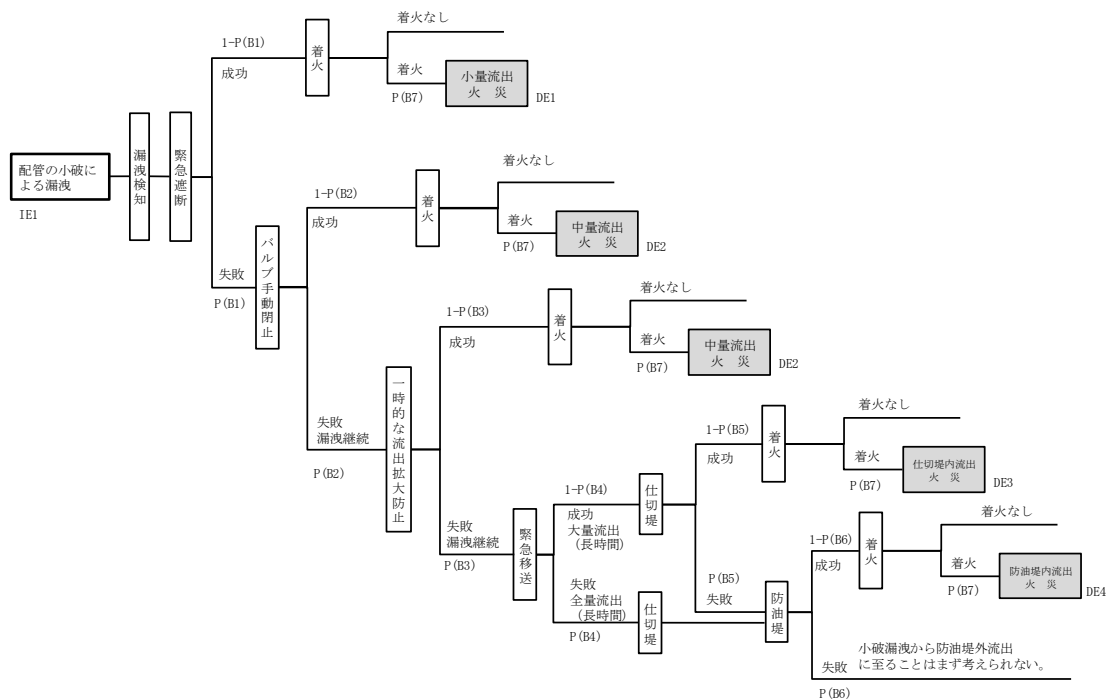 配管の小破に
よる漏洩
IE1
漏洩検知
緊急遮断
1-P(B1)
成功
着火
着火なし
着火
P(B7)
小量流出
火 災
DE1
失敗
P(B1)
バルブ手動閉止
1-P(B2)
成功
着火
着火なし
着火
P(B7)
中量流出
火 災
DE2
失敗
漏洩継続
P(B2)
一時的な流出拡大防止
1-P(B3)
成功
着火
着火なし
着火
P(B7)
中量流出
火 災
DE2
失敗
漏洩継続
P(B3)
緊急移送
1-P(B4)
成功
大量流出
(長時間)
仕切堤
1-P(B5)
成功
着火
着火なし
着火
P(B7)
仕切堤内流出
火 災
DE3
P(B5)
失敗
失敗
全量流出
(長時間)
P(B4)
仕切堤
防油堤
1-P(B6)
成功
着火
着火なし
着火
P(B7)
防油堤内流出
火 災
DE4
小破漏洩から防油堤外流出
に至ることはまず考えられない。
失敗
P(B6)